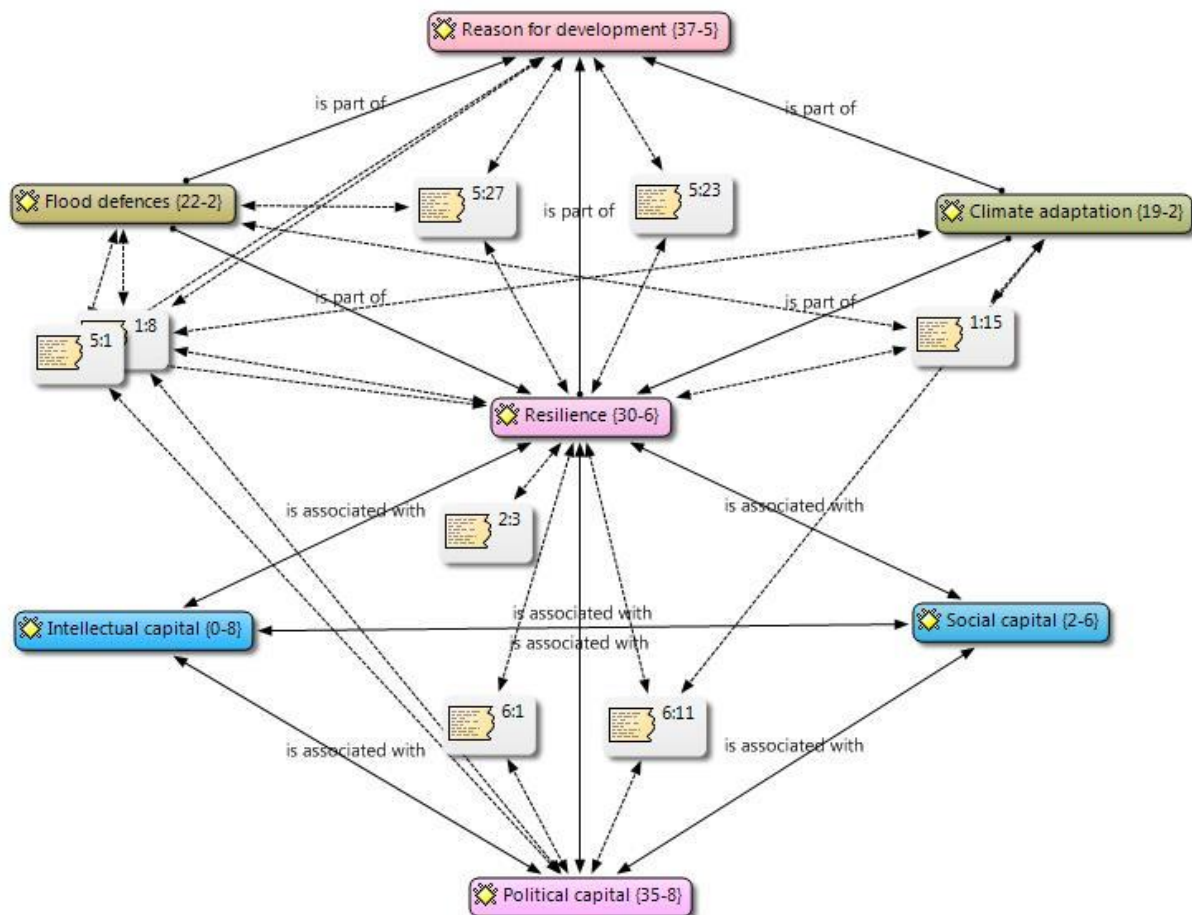 Reason for development {37-5}
is part of
is part of
Flood defences {22-2}
5:27
5:23
is part of
Climate adaptation {19-2}
is part of
is part of
5:1
1:8
1:15
Resilience {30-6}
is associated with
2:3
is associated with
Intellectual capital {0-8}
is associated with
Social capital {2-6}
is associated with
6:1
6:11
is associated with
is associated with
Political capital {35-8}